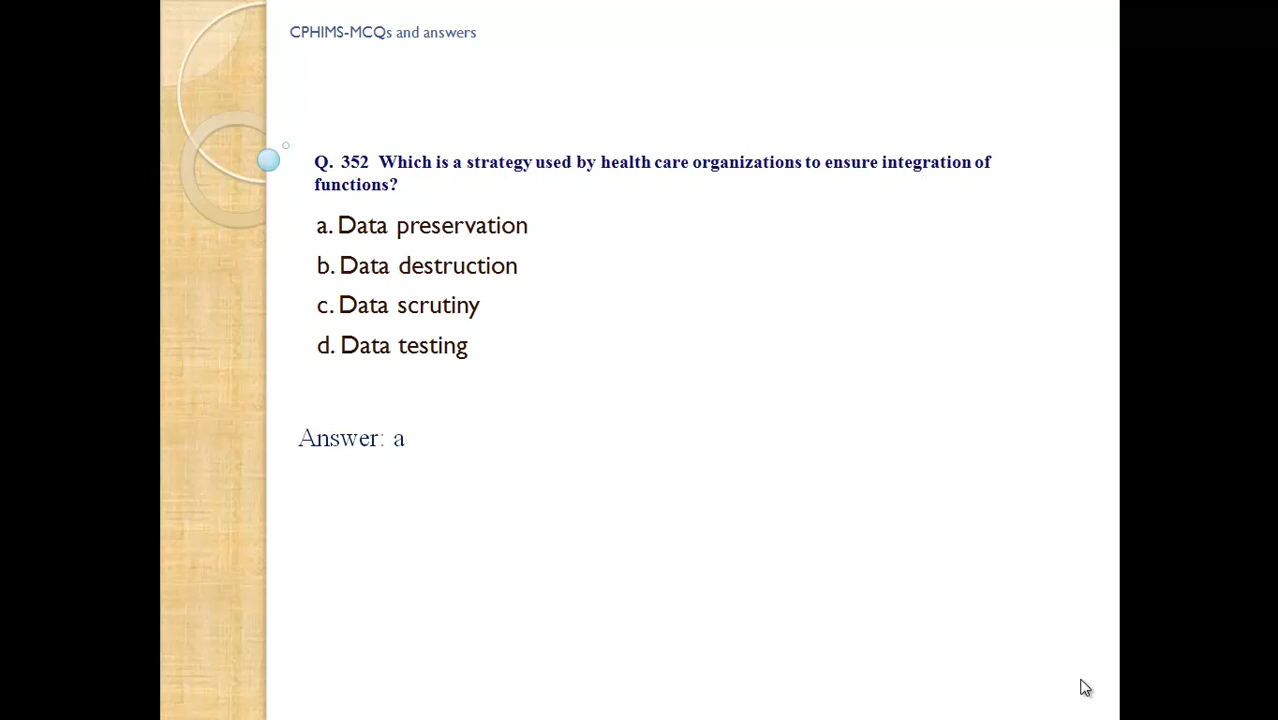 CPHIMS-MCQs and answers
Q. 352 Which is a strategy used by health care organizations to ensure integration of
functions?
a. Data preservation
b. Data destruction
c. Data scrutiny
d. Data testing
Answer: a